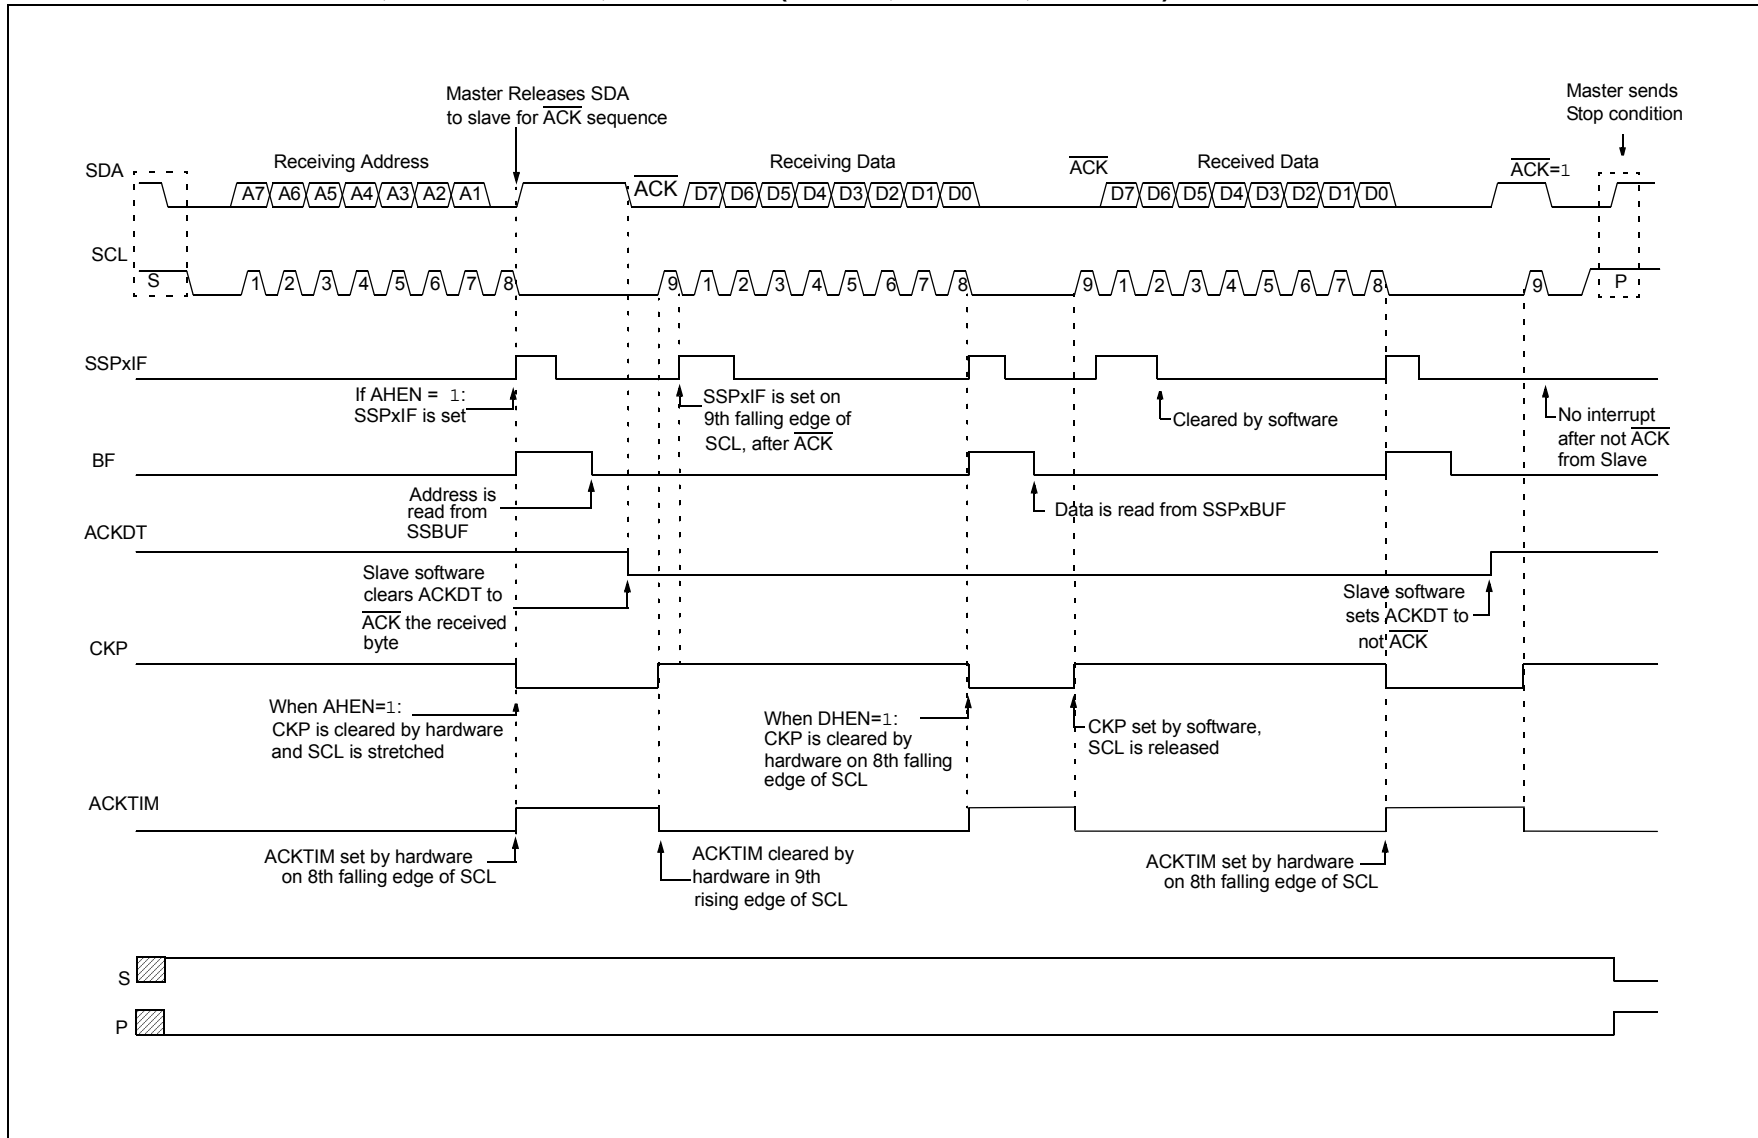 Master Releases SDA
to slave for ACK sequence
Master sends
Stop condition
SDA
Receiving Address
ACK
Receiving Data
ACK
Received Data
ACK=1
A7 A6 A5 A4 A3 A2 A1
D7 D6 D5 D4 D3 D2 D1 D0
D7 D6 D5 D4 D3 D2 D1 D0
SCL
S
1 2 3 4 5 6 7 8
9 1 2 3 4 5 6 7 8
9 1 2 3 4 5 6 7 8
9
P
SSPxIF
If AHEN = 1:
SSPxIF is set
SSPxIF is set on
9th falling edge of
SCL, after ACK
Cleared by software
No interrupt
after not ACK
from Slave
BF
Address is
read from
SSBUF
Data is read from SSPxBUF
ACKDT
Slave software
clears ACKDT to
ACK the received
byte
Slave software
sets ACKDT to
not ACK
CKP
When AHEN=1:
CKP is cleared by hardware
and SCL is stretched
When DHEN=1:
CKP is cleared by
hardware on 8th falling
edge of SCL
CKP set by software,
SCL is released
ACKTIM
ACKTIM set by hardware
on 8th falling edge of SCL
ACKTIM cleared by
hardware in 9th
rising edge of SCL
ACKTIM set by hardware
on 8th falling edge of SCL
S
P